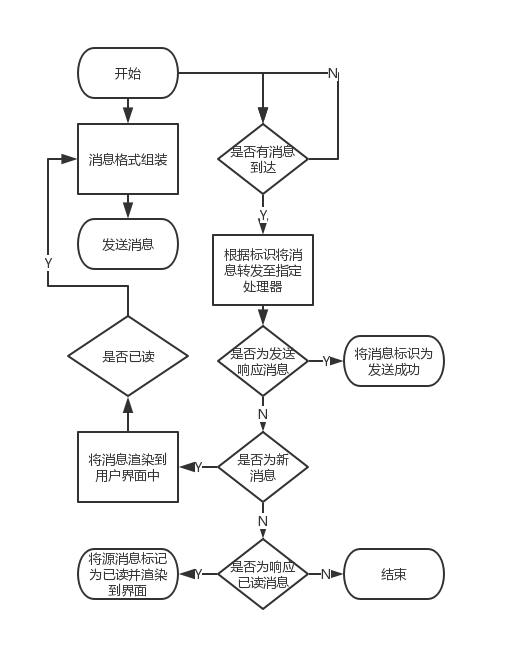 开始
N
消息格式组装
是否有消息
到达
Y
发送消息
根据标识将消
息转发至指定
处理器
Y
是否已读
是否为发送
响应消息
Y
将消息标识为
发送成功
N
将消息渲染到
用户界面中
Y
是否为新
消息
N
将源消息标记
为已读并渲染
到界面
Y
是否为响应
已读消息
N
结束